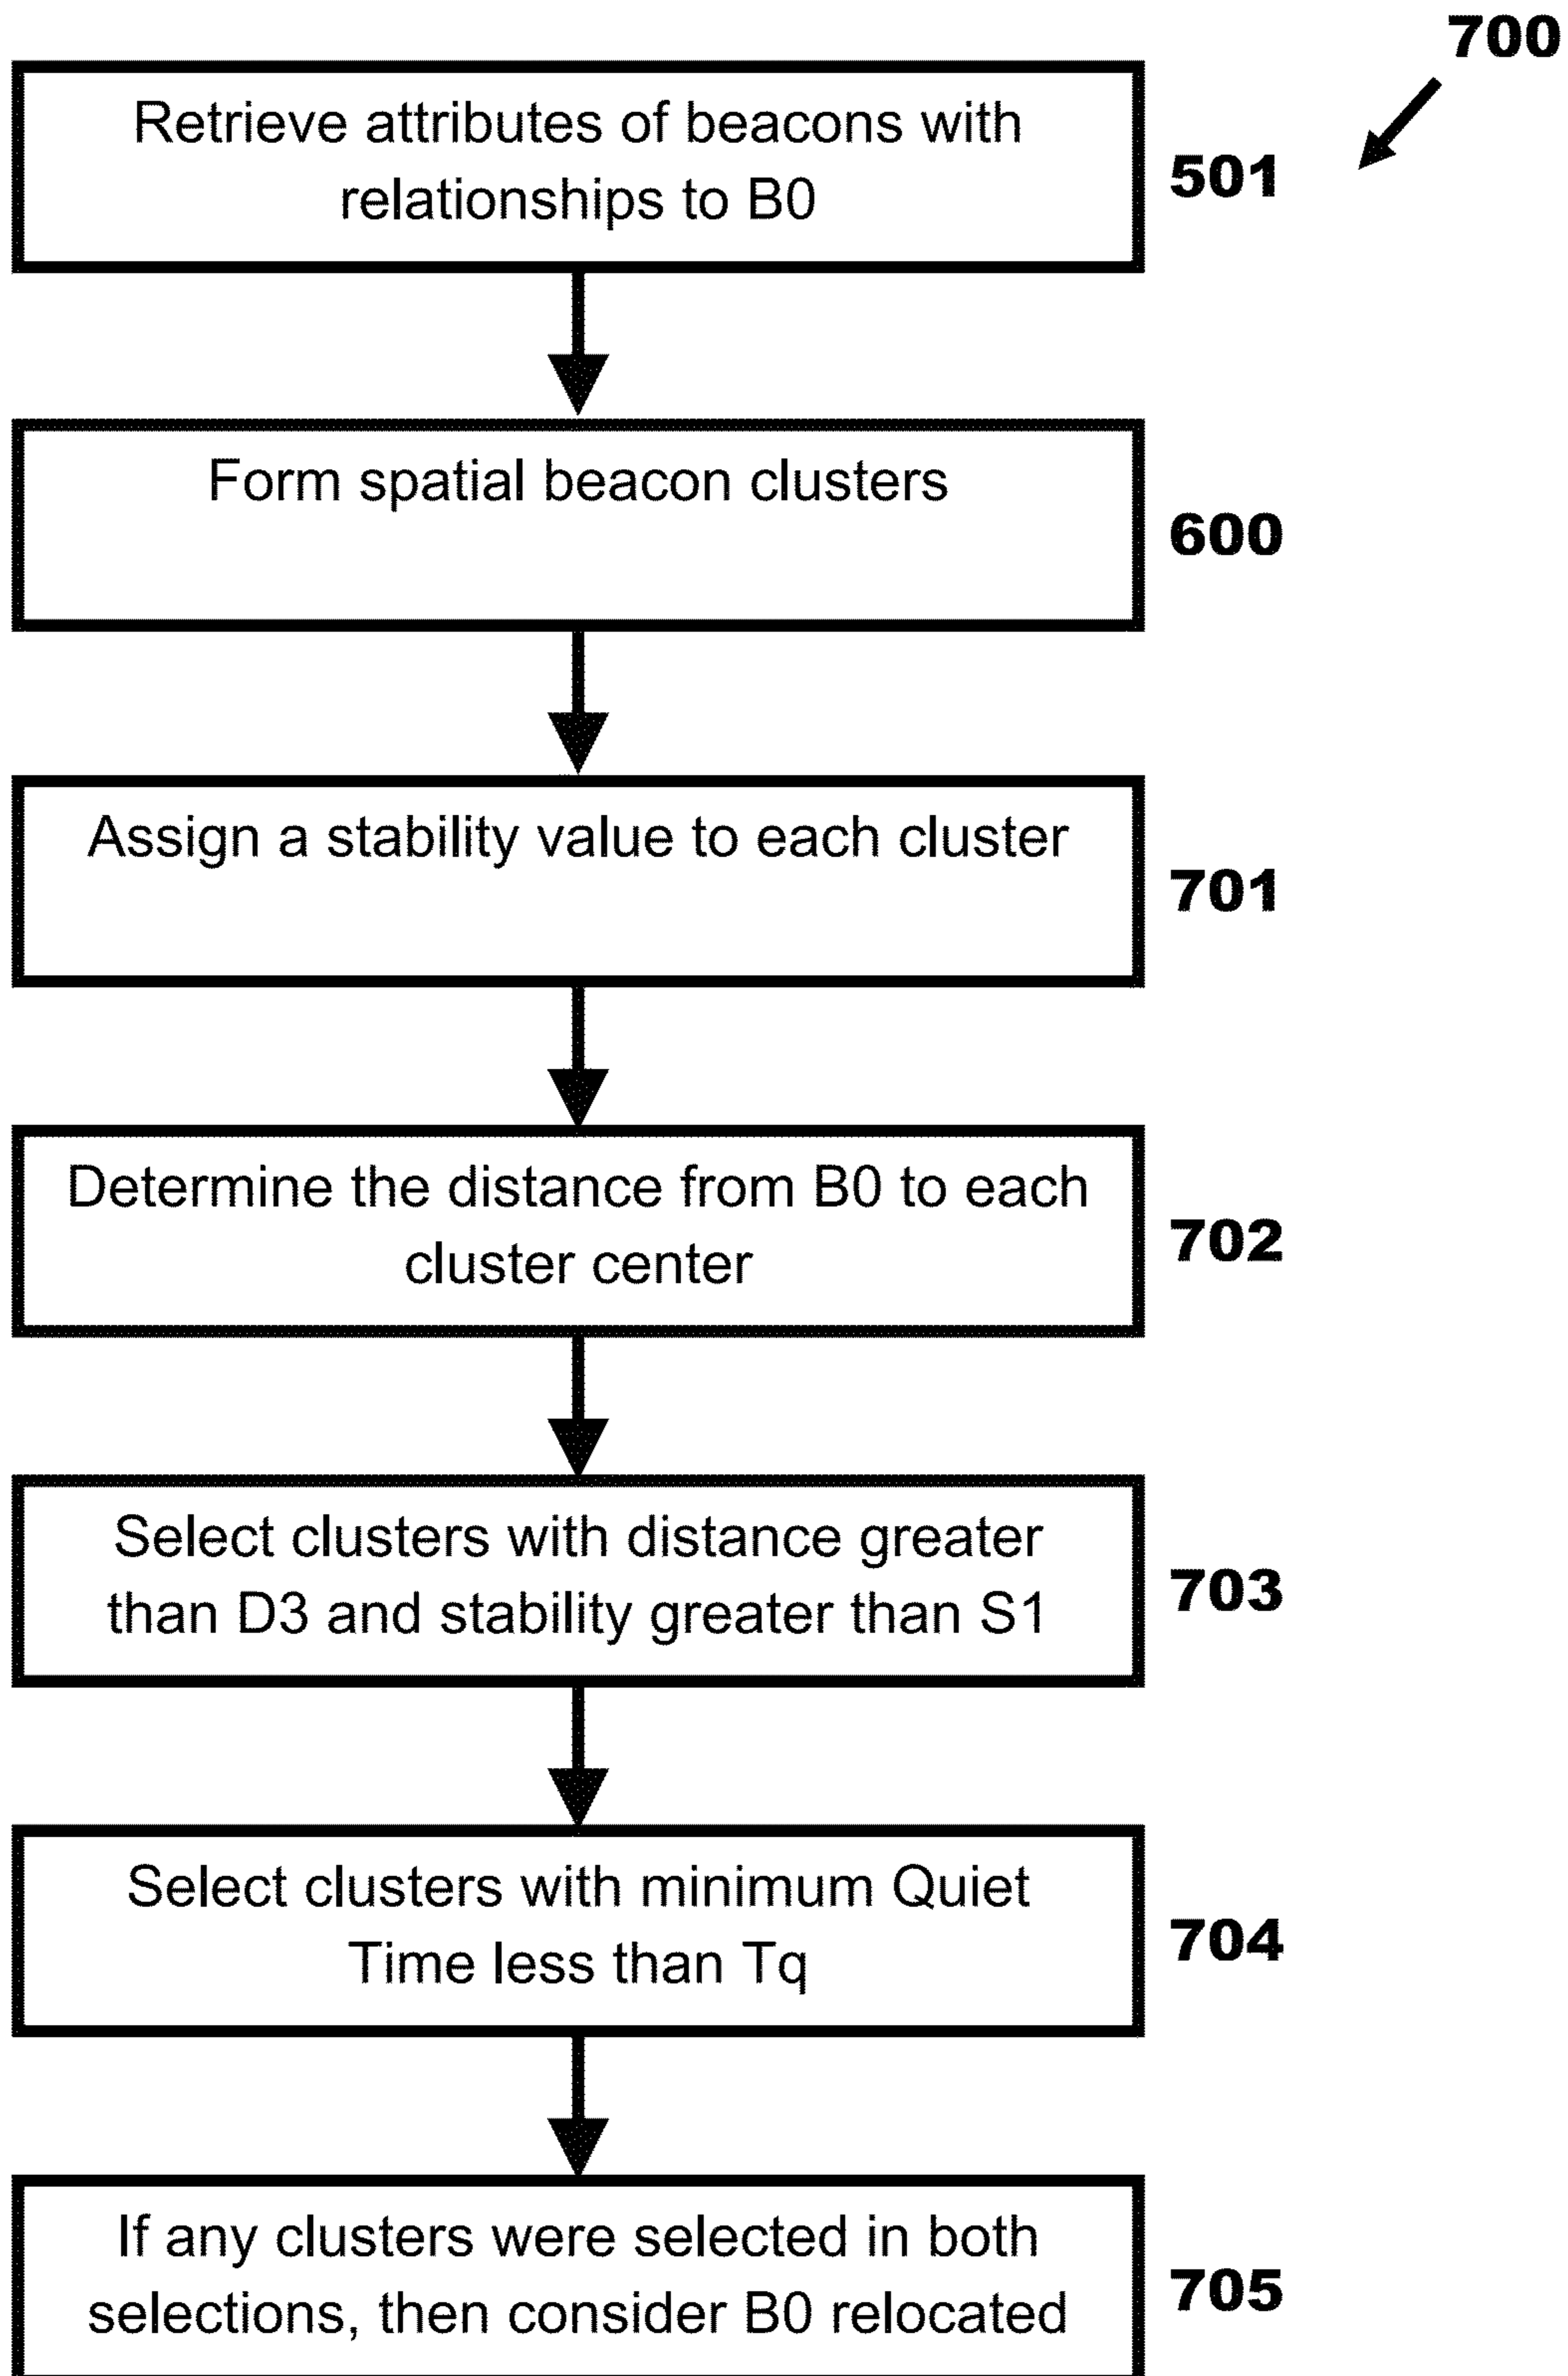 700
Retrieve attributes of beacons with
relationships to B0
501
Form spatial beacon clusters
600
Assign a stability value to each cluster
701
Determine the distance from B0 to each
cluster center
702
Select clusters with distance greater
than D3 and stability greater than S1
703
Select clusters with minimum Quiet
Time less than Tq
704
If any clusters were selected in both
selections, then consider B0 relocated
705